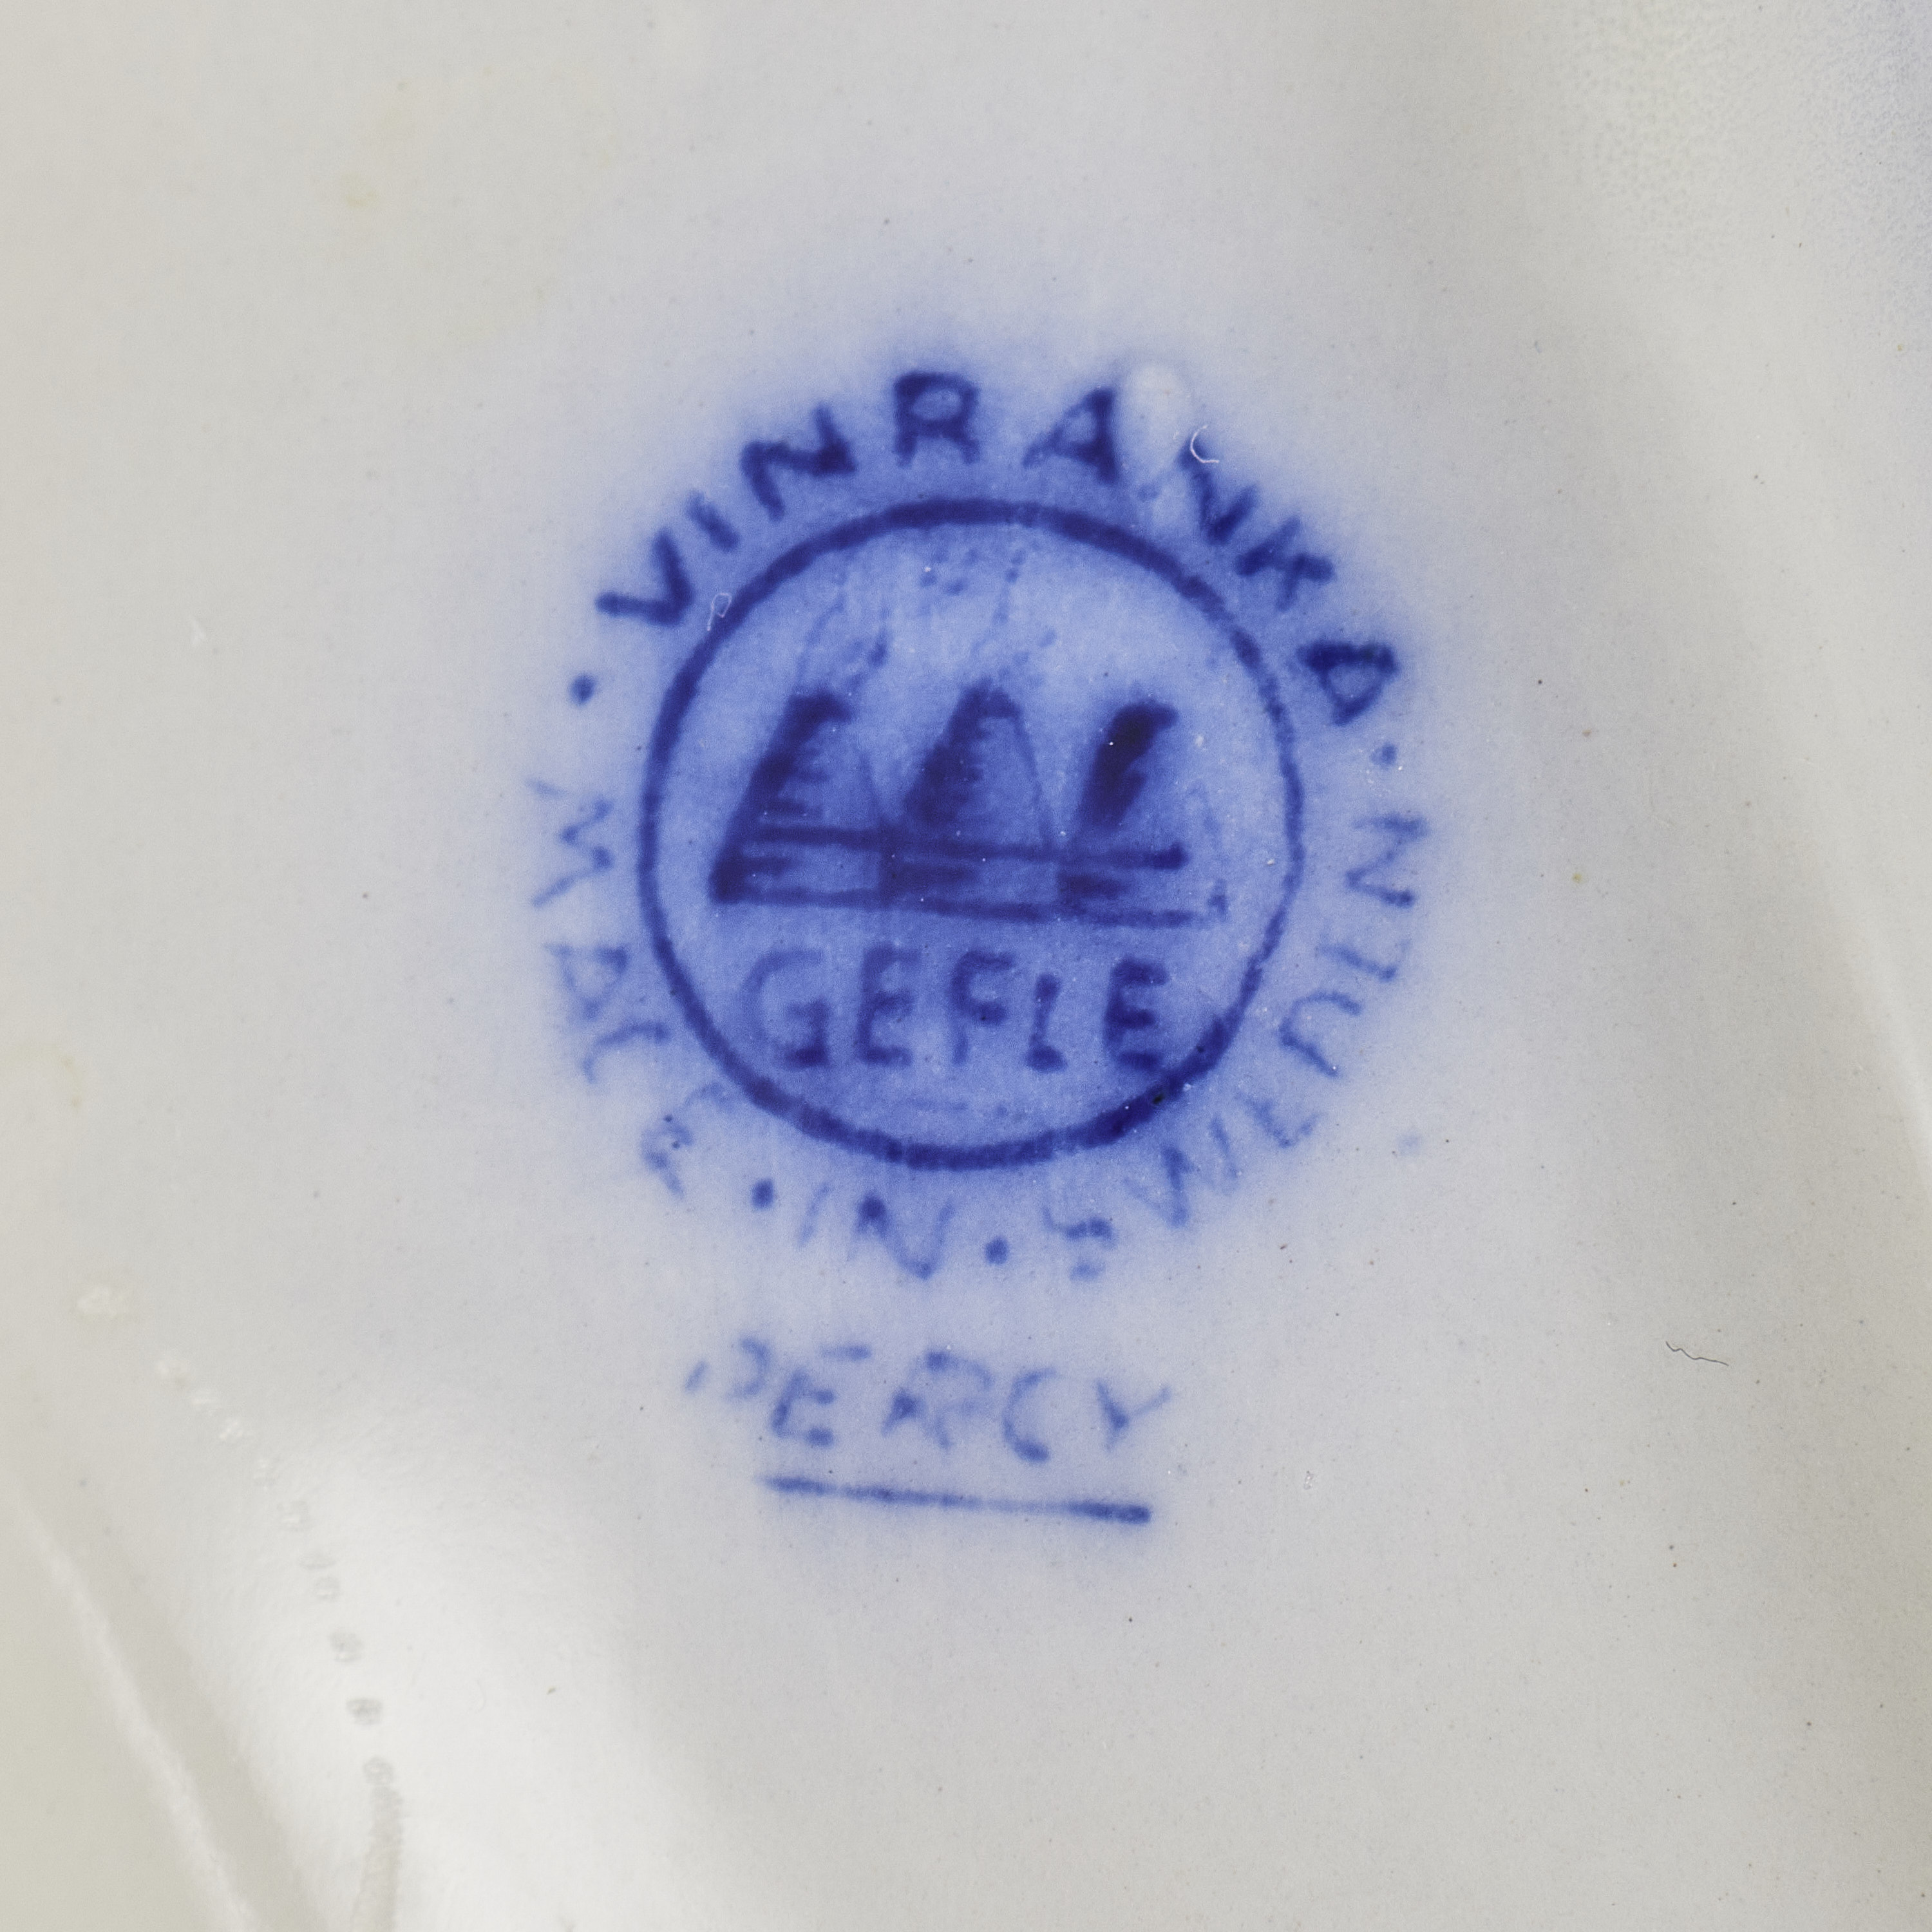 · VINRANKA ·
GEFLE
MADE · IN · SWEDEN
PERCY